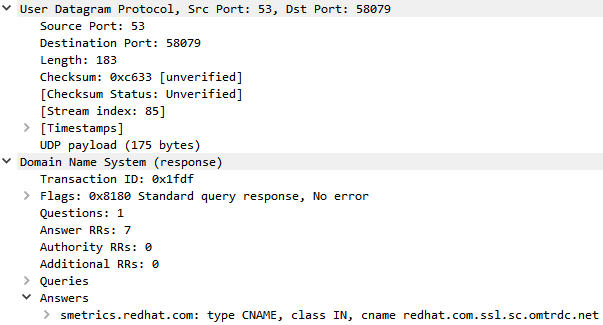 User Datagram Protocol, Src Port: 53, Dst Port: 58079
Source Port: 53
Destination Port: 58079
Length: 183
Checksum: 0xc633 [unverified]
[Checksum Status: Unverified]
[Stream index: 85]
[Timestamps]
UDP payload (175 bytes)
Domain Name System (response)
Transaction ID: 0x1fdf
Flags: 0x8180 Standard query response, No error
Questions: 1
Answer RRs: 7
Authority RRs: 0
Additional RRs: 0
Queries
Answers
smetrics.redhat.com: type CNAME, class IN, cname redhat.com.ssl.sc.omtrdc.net